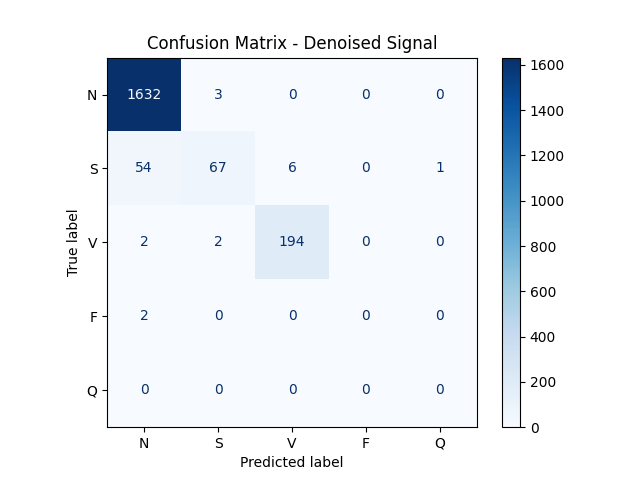 Confusion Matrix - Denoised Signal
N 1632 3 0 0 0
S 54 67 6 0 1
V 2 2 194 0 0
F 2 0 0 0 0
Q 0 0 0 0 0
N S V F Q
Predicted label
True label
1600
1400
1200
1000
800
600
400
200
0